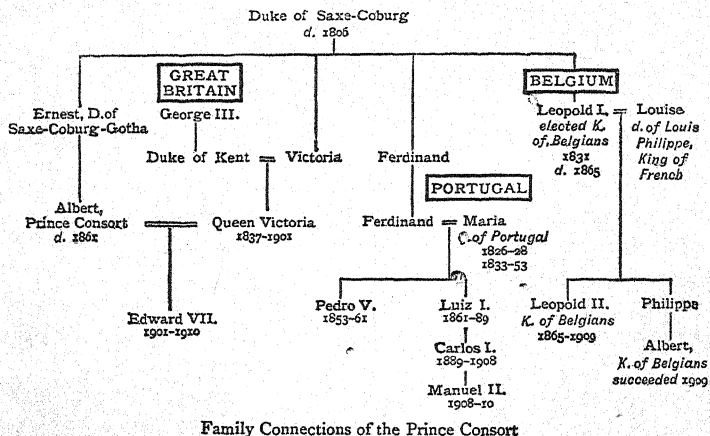 Duke of Saxe-Coburg
d. 1806
GREAT
BRITAIN
BELGIUM
Ernest, D. of
Saxe-Coburg-Gotha
George III.
Leopold I. = Louise
elected K.
of Belgians
1831
d. 1865
d. of Louis
Philippe,
King of
French
Duke of Kent = Victoria
Ferdinand
PORTUGAL
Albert,
Prince Consort
d. 1861
Queen Victoria
1837-1901
Ferdinand = Maria
Q. of Portugal
1826-28
1833-53
Edward VII.
1901-1910
Pedro V.
1853-61
Luiz I.
1861-89
Leopold II.
K. of Belgians
1865-1909
Philippe
Carlos I.
1889-1908
Albert,
K. of Belgians
succeeded 1909
Manuel II.
1908-10
Family Connections of the Prince Consort